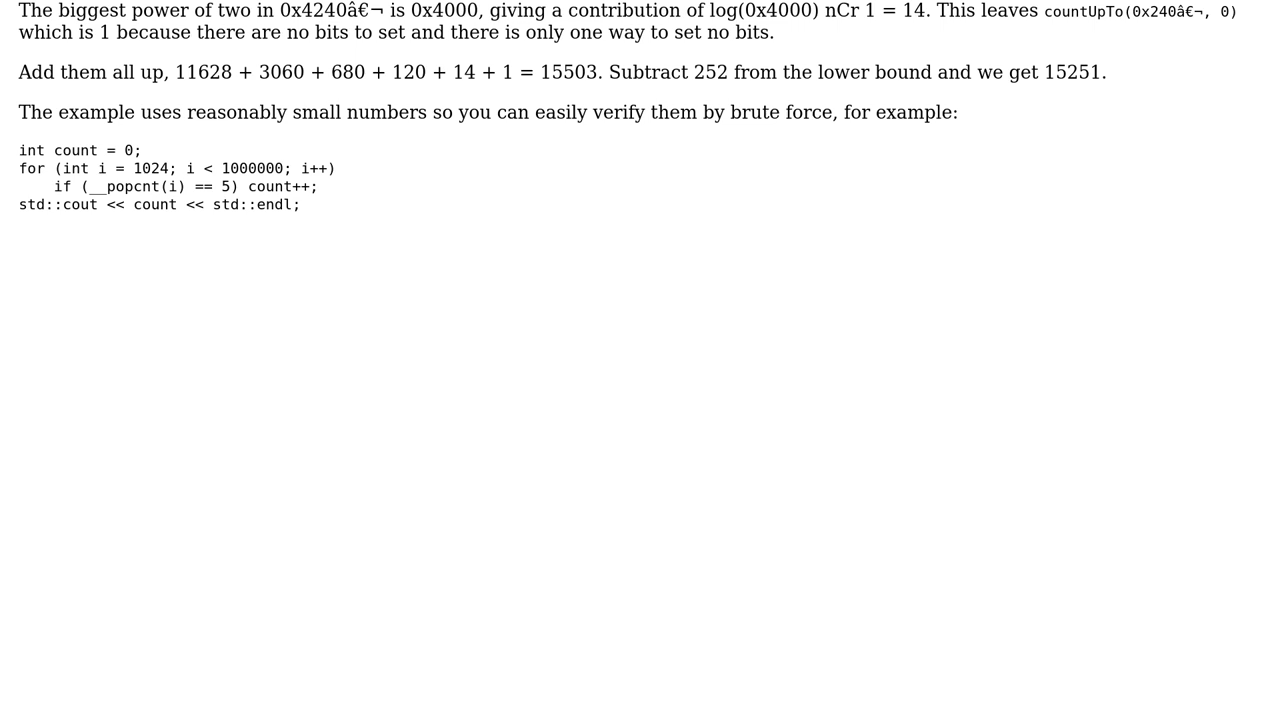 The biggest power of two in 0x4240â€¬ is 0x4000, giving a contribution of log(0x4000) nCr 1 = 14. This leaves countUpTo(0x240â€¬, 0)
which is 1 because there are no bits to set and there is only one way to set no bits.
Add them all up, 11628 + 3060 + 680 + 120 + 14 + 1 = 15503. Subtract 252 from the lower bound and we get 15251.
The example uses reasonably small numbers so you can easily verify them by brute force, for example:
int count = 0;
for (int i = 1024; i < 1000000; i++)
    if (__popcnt(i) == 5) count++;
std::cout << count << std::endl;